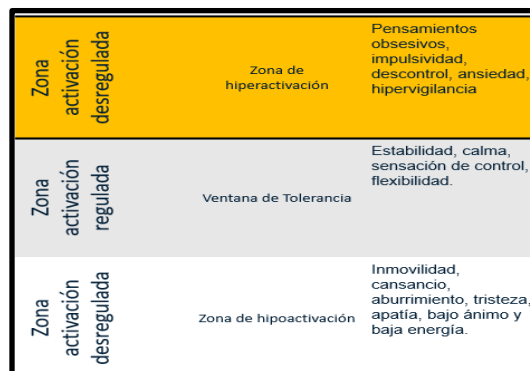 Zona
activación
desregulada
Zona de
hiperactivación
Pensamientos
obsesivos,
impulsividad,
descontrol, ansiedad,
hipervigilancia
Zona
activación
regulada
Ventana de Tolerancia
Estabilidad, calma,
sensación de control,
flexibilidad.
Zona
activación
desregulada
Zona de hipoactivación
Inmovilidad,
cansancio,
aburrimiento, tristeza,
apatía, bajo ánimo y
baja energía.